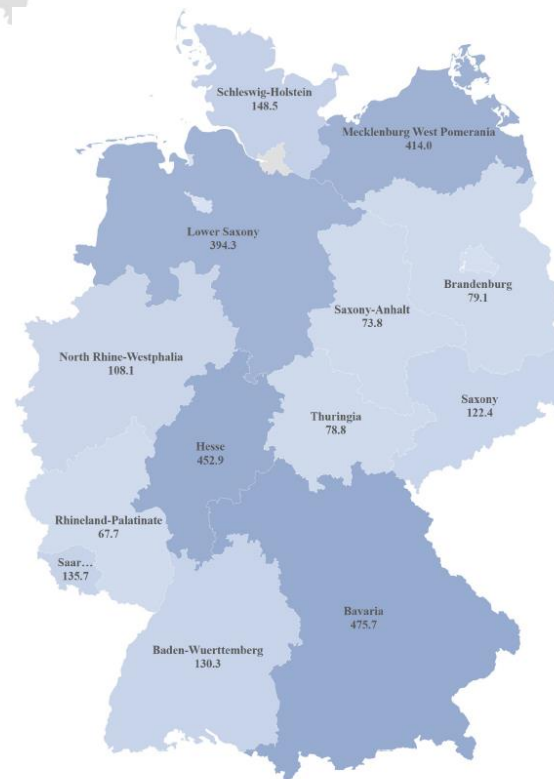 Schleswig-Holstein
148.5
Mecklenburg West Pomerania
414.0
Lower Saxony
394.3
Brandenburg
79.1
Saxony-Anhalt
73.8
North Rhine-Westphalia
108.1
Saxony
122.4
Thuringia
78.8
Hesse
452.9
Rhineland-Palatinate
67.7
Saar…
135.7
Bavaria
475.7
Baden-Wuerttemberg
130.3